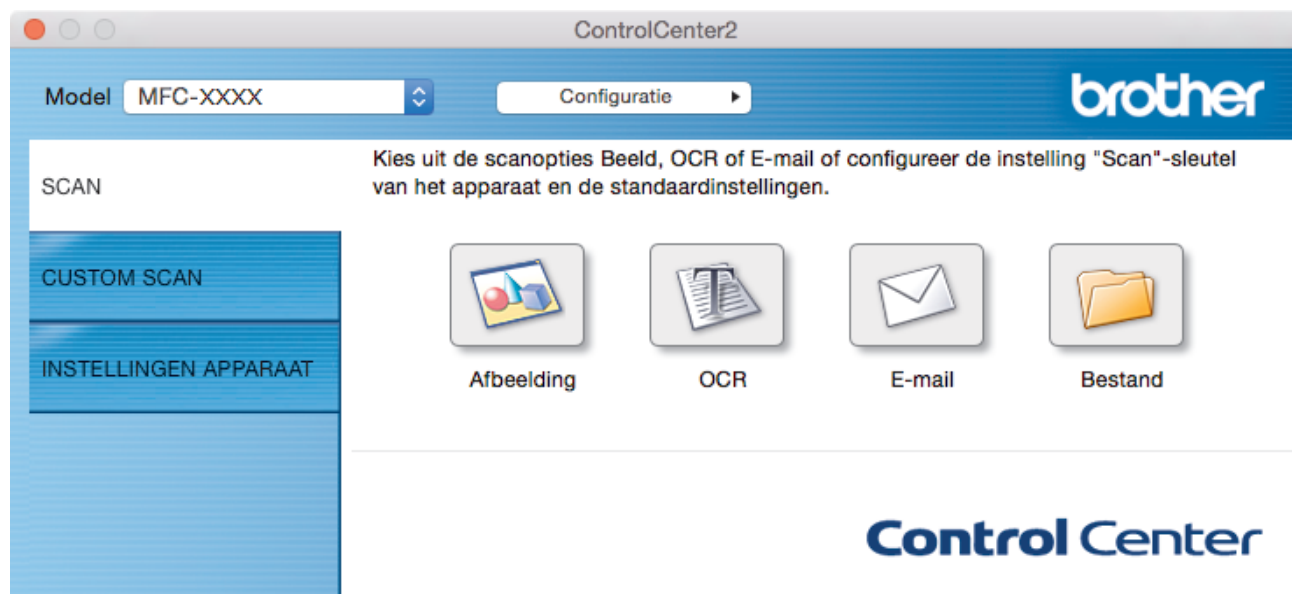 ControlCenter2
Model MFC-XXXX Configuratie brother
Kies uit de scanopties Beeld, OCR of E-mail of configureer de instelling "Scan"-sleutel
van het apparaat en de standaardinstellingen.
SCAN
CUSTOM SCAN
INSTELLINGEN APPARAAT
Afbeelding OCR E-mail Bestand
Control Center